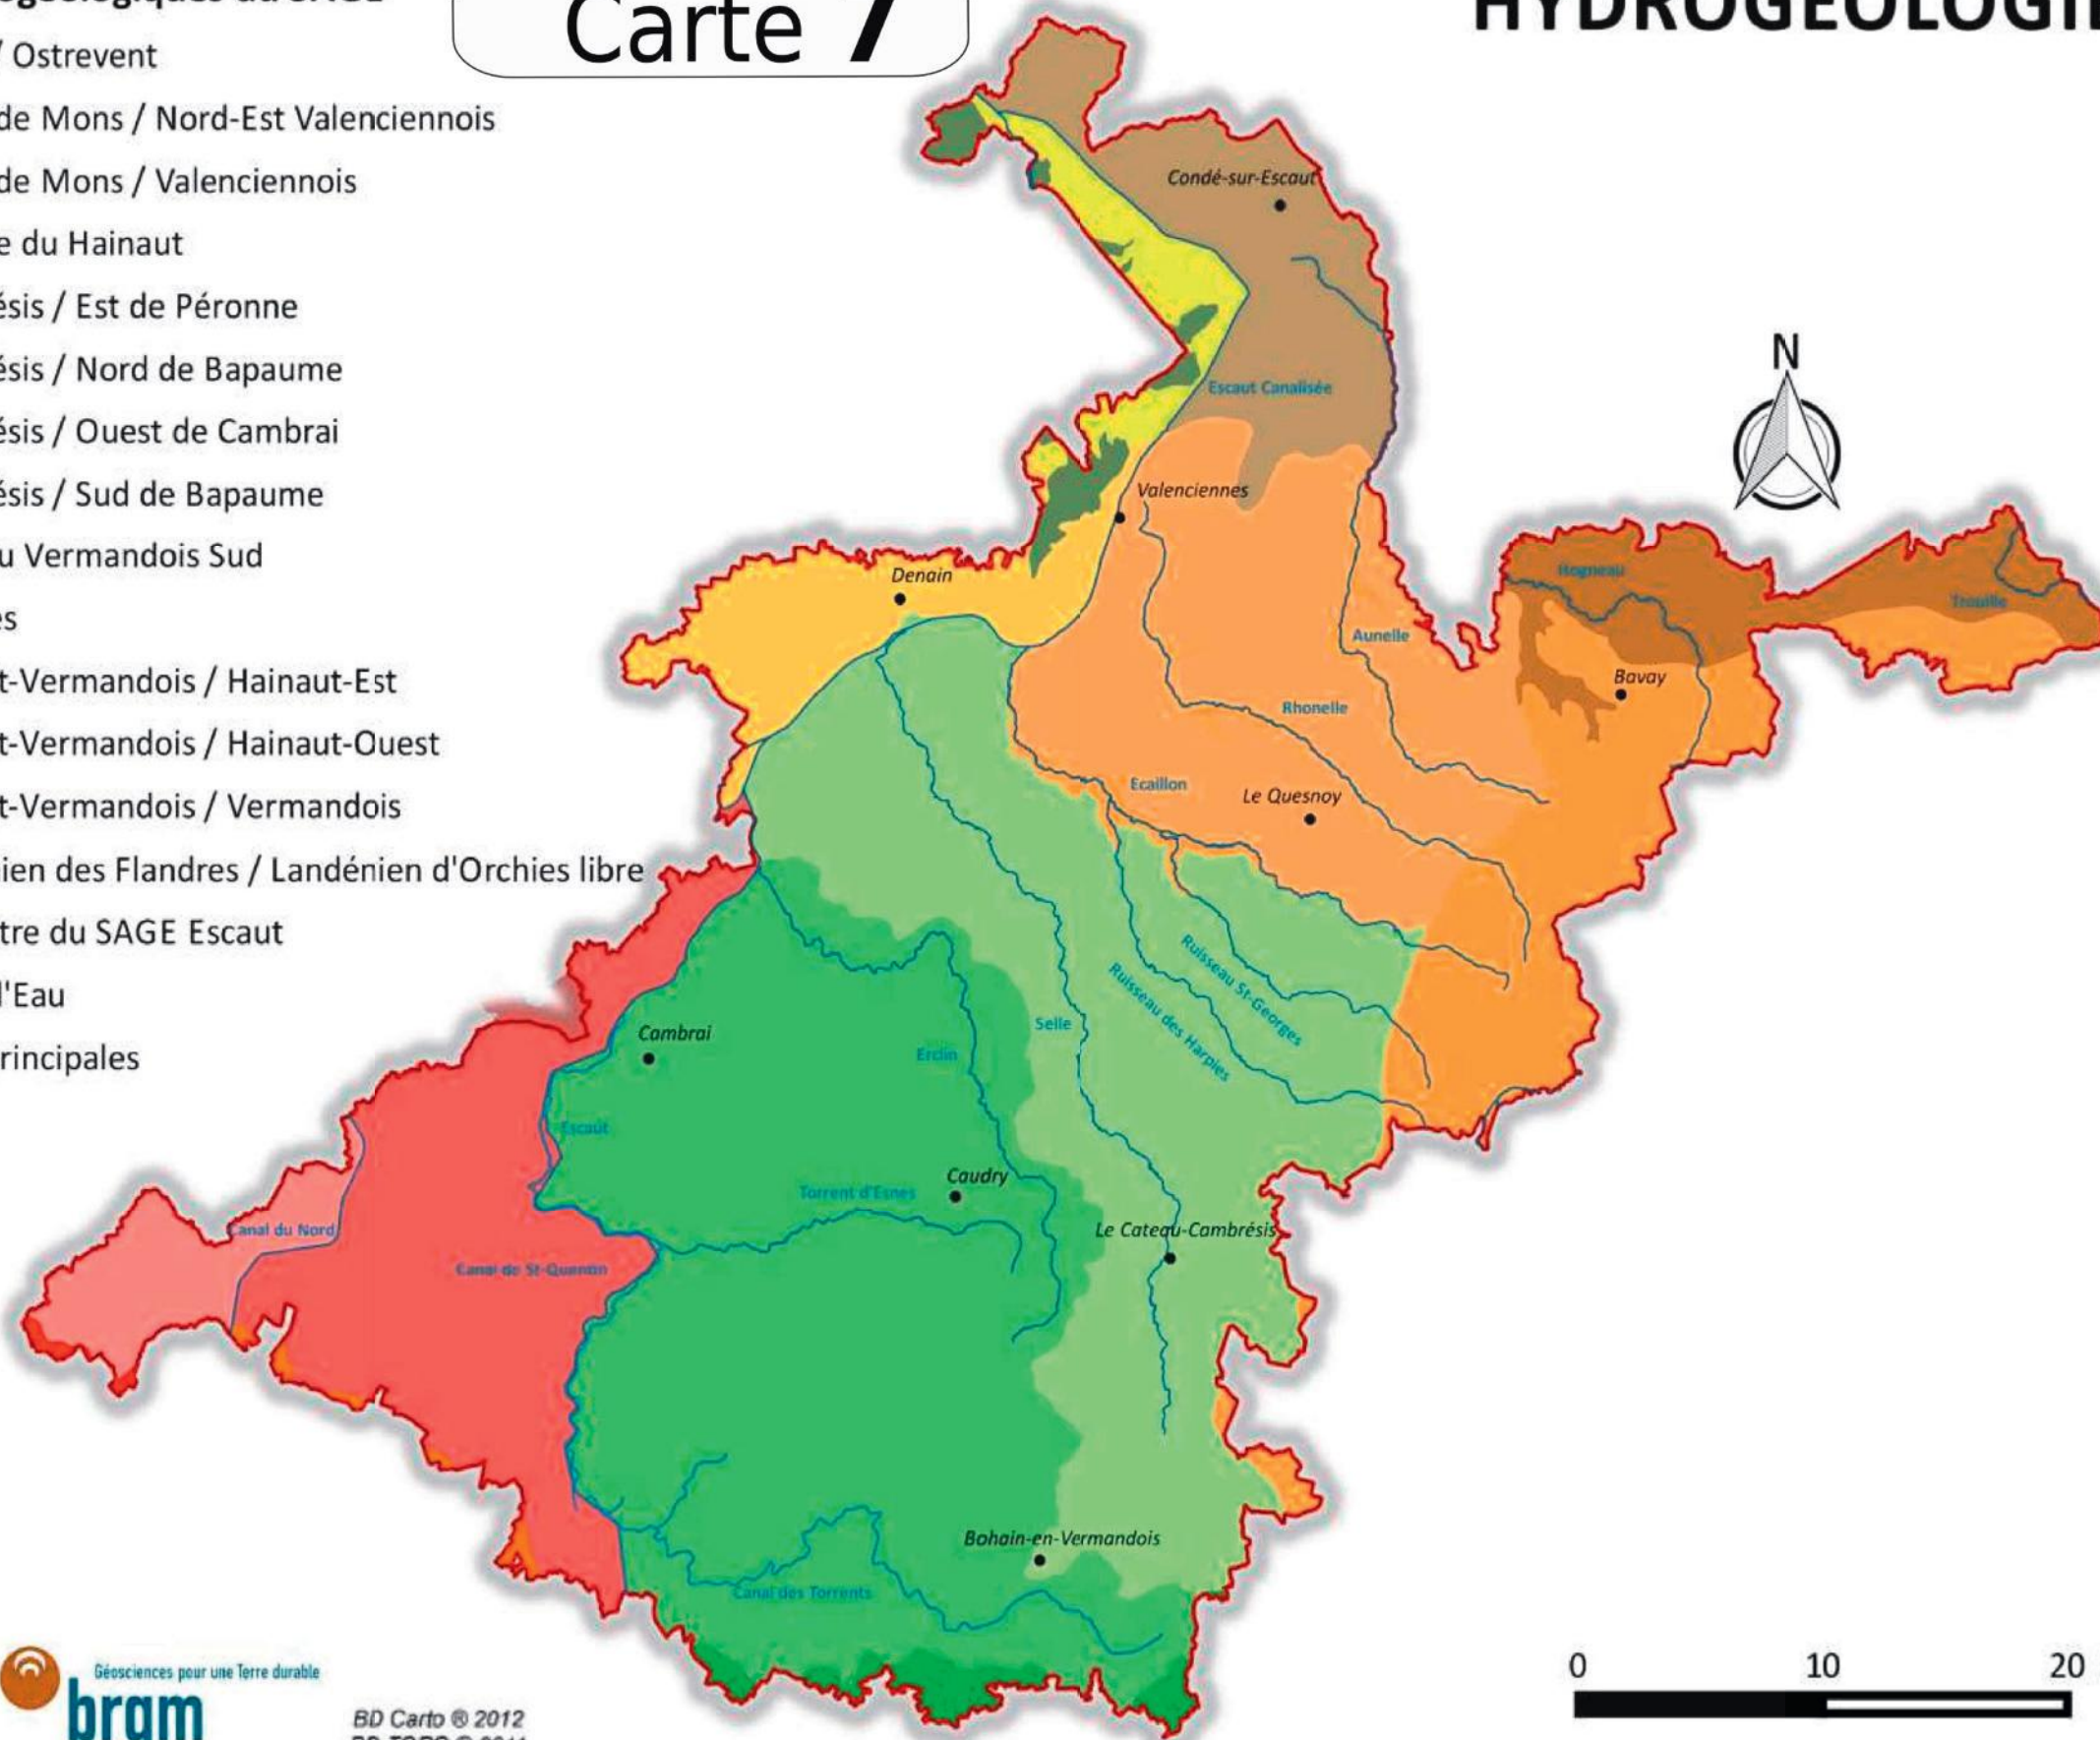 Carte 7
/ Ostrevent
de Mons / Nord-Est Valenciennois
de Mons / Valenciennois
e du Hainaut
ésis / Est de Péronne
ésis / Nord de Bapaume
ésis / Ouest de Cambrai
ésis / Sud de Bapaume
u Vermandois Sud
es
t-Vermandois / Hainaut-Est
t-Vermandois / Hainaut-Ouest
t-Vermandois / Vermandois
ien des Flandres / Landénien d'Orchies libre
tre du SAGE Escaut
d'Eau
rincipales
Condé-sur-Escaut
N
Escaut Canalisée
Valenciennes
Denain
Hogneau
Trouille
Aunelle
Bavay
Rhonelle
Ecaillon
Le Quesnoy
Ruisseau St-Georges
Ruisseau des Harpies
Selle
Cambrai
Erclin
Escaut
Caudry
Torrent d'Esnes
Canal du Nord
Le Cateau-Cambrésis
Canal de St-Quentin
Bohain-en-Vermandois
Canal des Torrents
0 10 20
Géosciences pour une Terre durable
brgm
BD Carto ® 2012